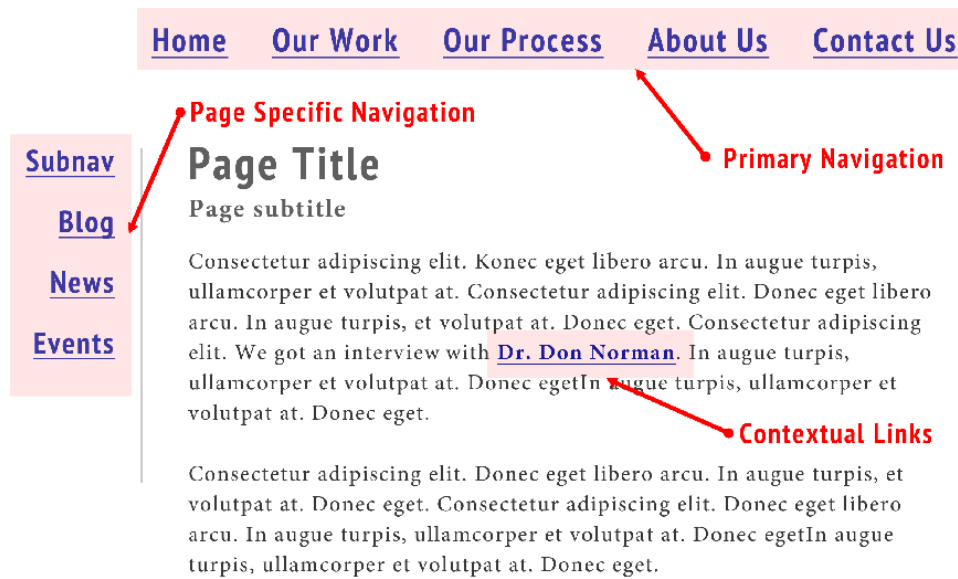 Home Our Work Our Process About Us Contact Us
Page Specific Navigation
Primary Navigation
Subnav
Blog
News
Events
Page Title
Page subtitle
Consectetur adipiscing elit. Konec eget libero arcu. In augue turpis,
ullamcorper et volutpat at. Consectetur adipiscing elit. Donec eget libero
arcu. In augue turpis, et volutpat at. Donec eget. Consectetur adipiscing
elit. We got an interview with Dr. Don Norman. In augue turpis,
ullamcorper et volutpat at. Donec egetIn augue turpis, ullamcorper et
volutpat at. Donec eget.
Contextual Links
Consectetur adipiscing elit. Donec eget libero arcu. In augue turpis, et
volutpat at. Donec eget. Consectetur adipiscing elit. Donec eget libero
arcu. In augue turpis, ullamcorper et volutpat at. Donec egetIn augue
turpis, ullamcorper et volutpat at. Donec eget.